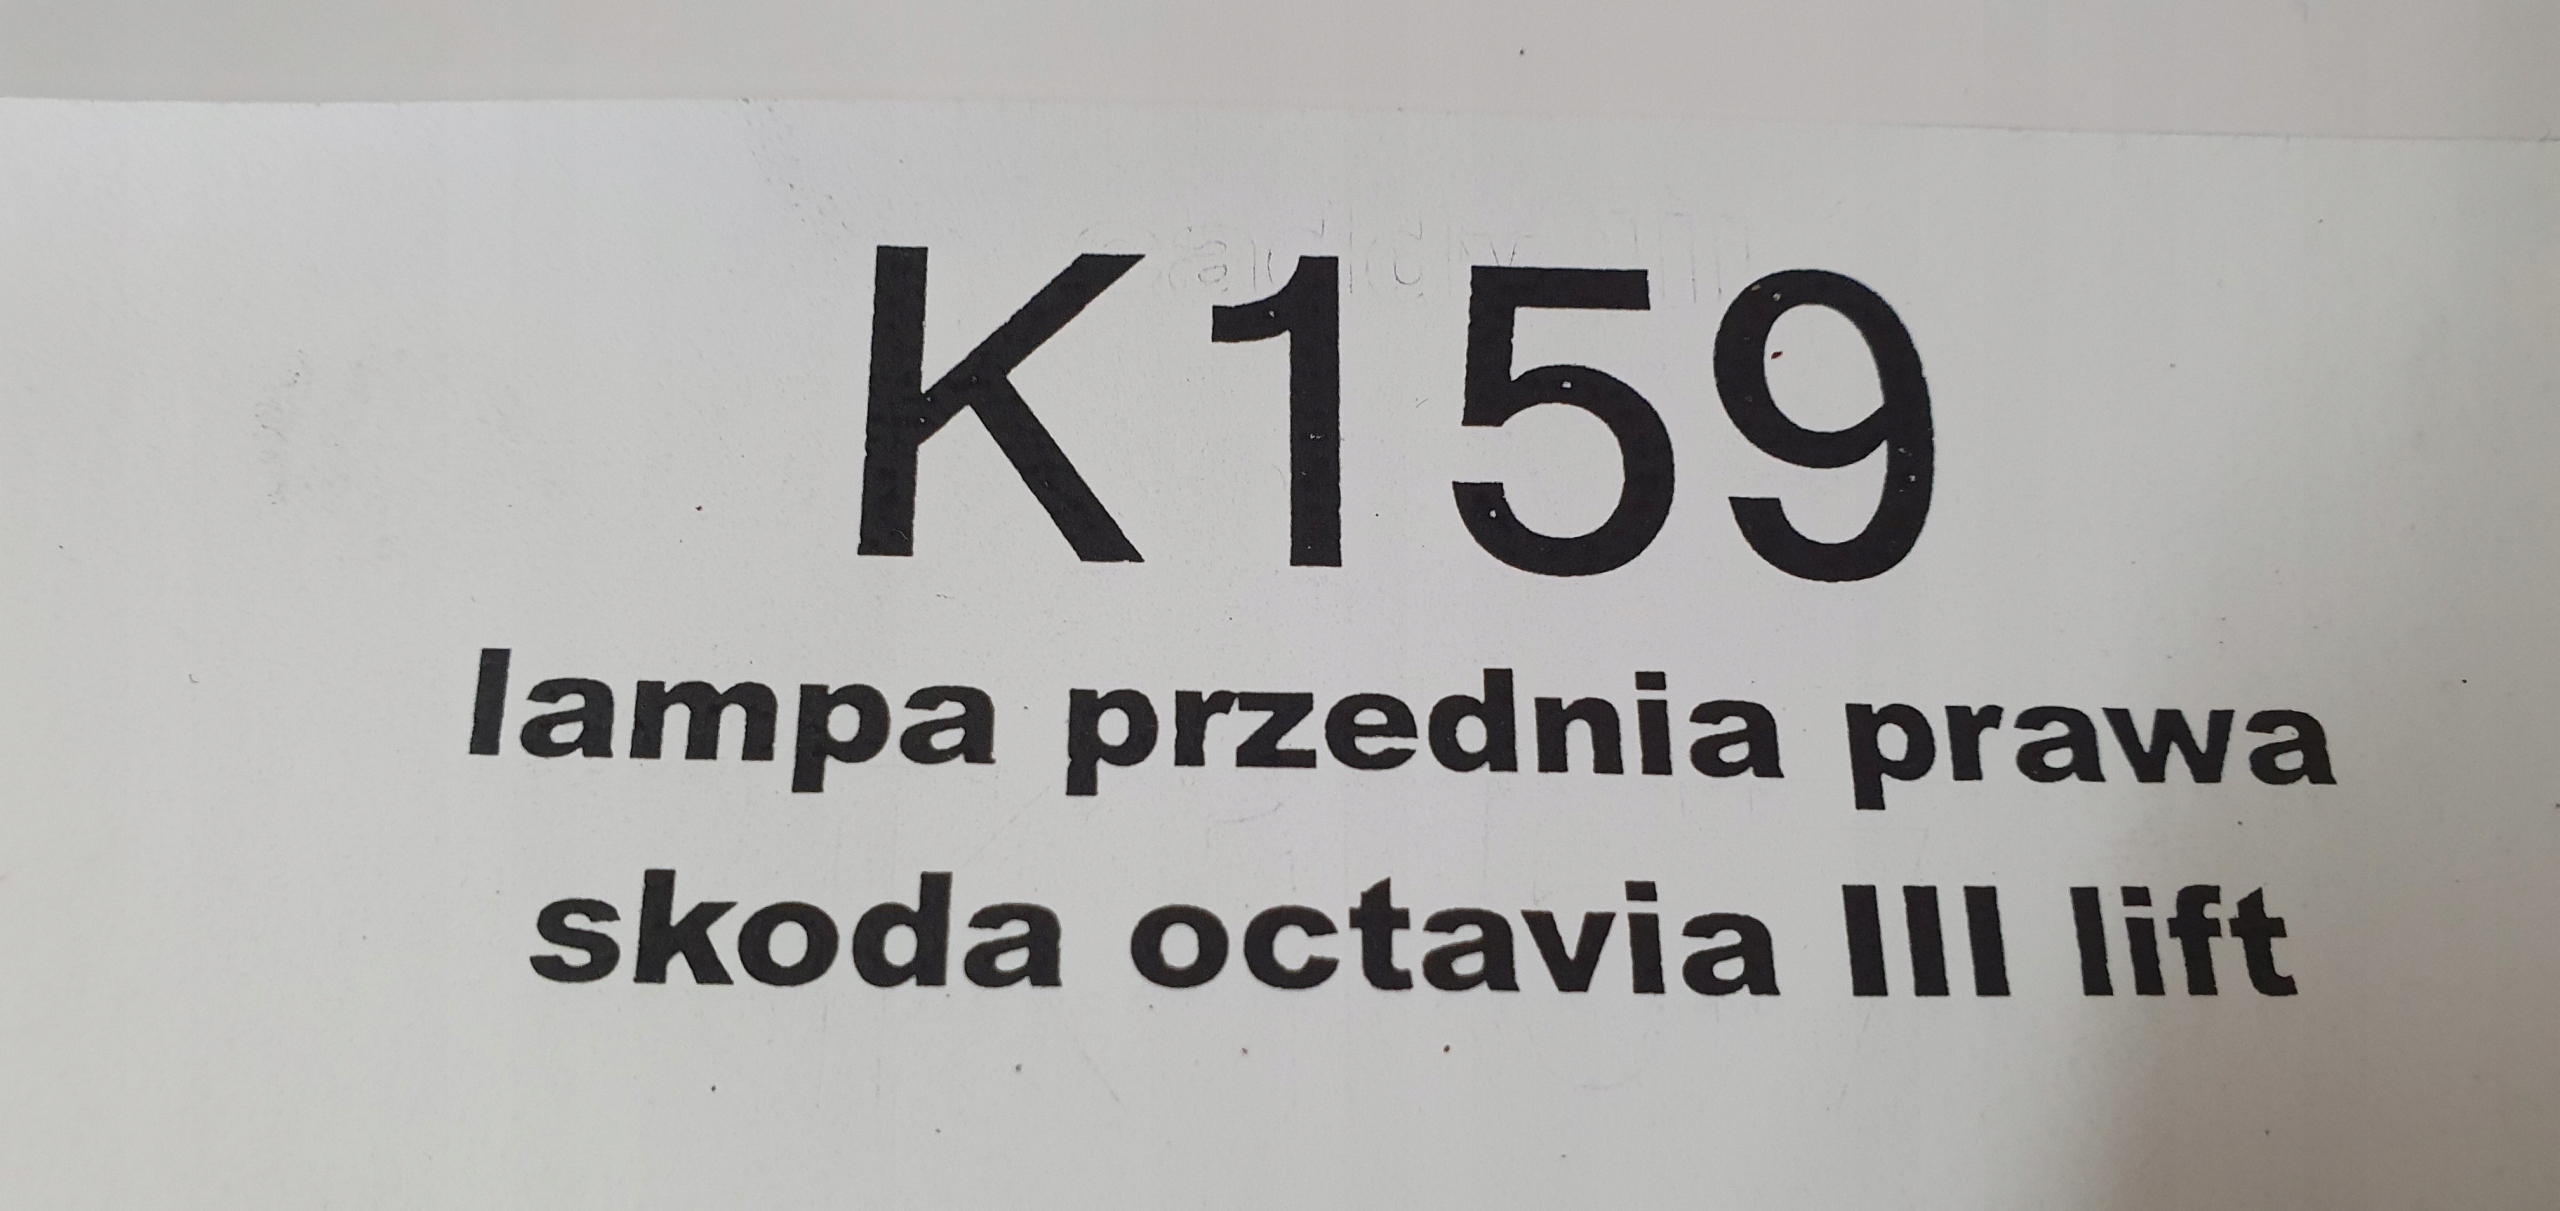 K159
lampa przednia prawa
skoda octavia III lift